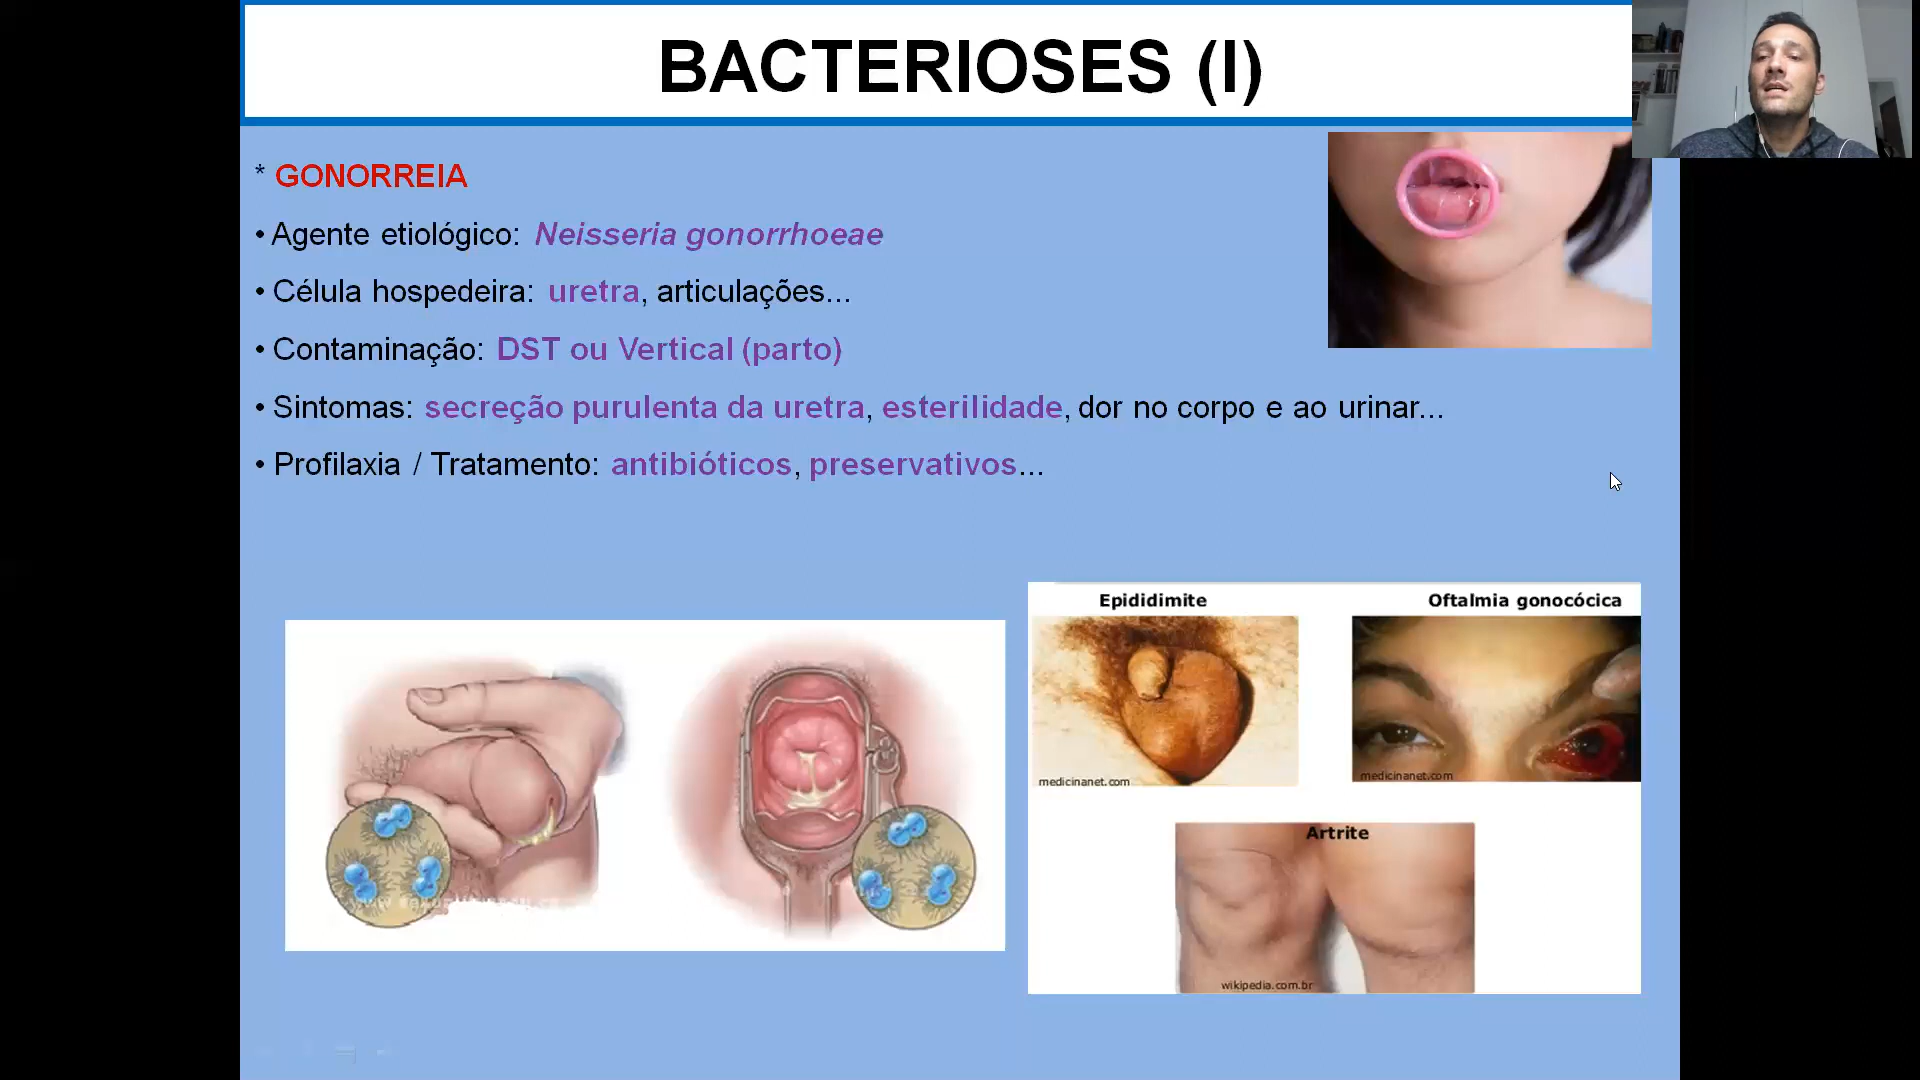 BACTERIOSES (I)
* GONORREIA
• Agente etiológico: Neisseria gonorrhoeae
• Célula hospedeira: uretra, articulações...
• Contaminação: DST ou Vertical (parto)
• Sintomas: secreção purulenta da uretra, esterilidade, dor no corpo e ao urinar...
• Profilaxia / Tratamento: antibióticos, preservativos...
Epididimite
Oftalmia gonocócica
medicinanet.com
medicinanet.com
Artrite
wikipedia.com.br